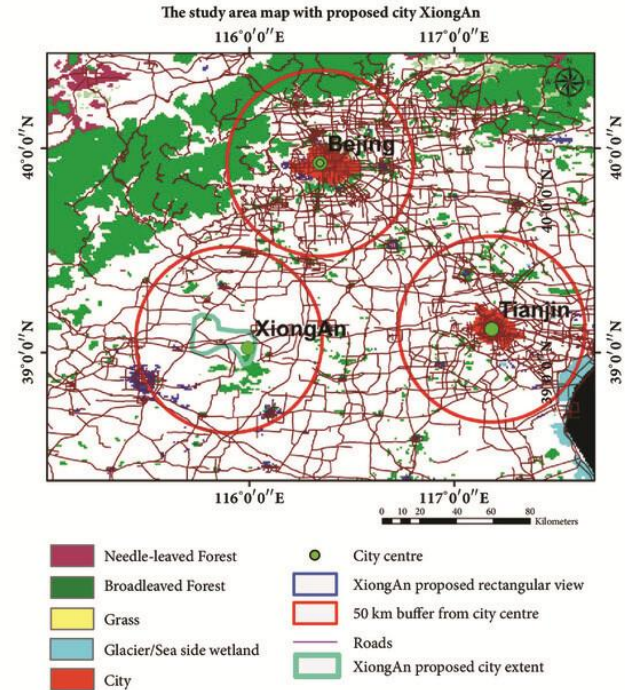 The study area map with proposed city XiongAn
116°0′0″E 117°0′0″E
40°0′0″N
Bejing
40°0′0″N
Tianjin
XiongAn
39°0′0″N
39°0′0″N
116°0′0″E 117°0′0″E
0 10 20 40 60 80
Kilometers
Needle-leaved Forest
Broadleaved Forest
Grass
Glacier/Sea side wetland
City
City centre
XiongAn proposed rectangular view
50 km buffer from city centre
Roads
XiongAn proposed city extent